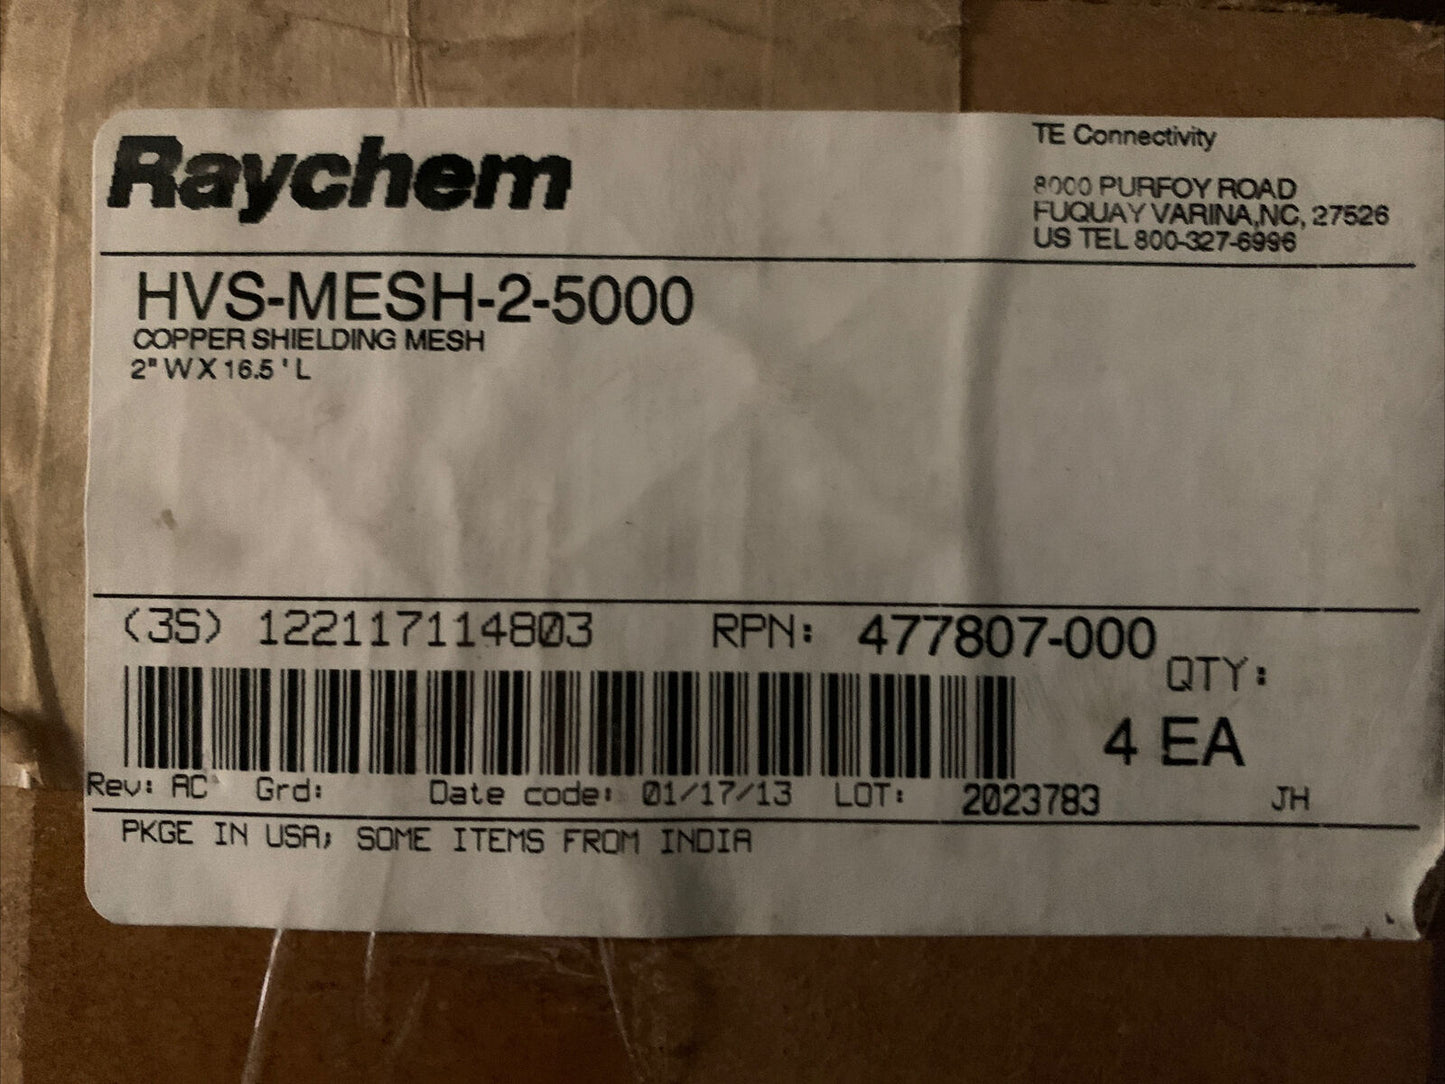 Raychem
TE Connectivity
8000 PURFOY ROAD
FUQUAY VARINA,NC, 27526
US TEL 800-327-6996
HVS-MESH-2-5000
COPPER SHIELDING MESH
2" W X 16.5 ' L
(3S) 122117114803 RPN: 477807-000
QTY:
4 EA
Rev: AC Grd: Date code: 01/17/13 LOT: 2023783 JH
PKGE IN USA; SOME ITEMS FROM INDIA